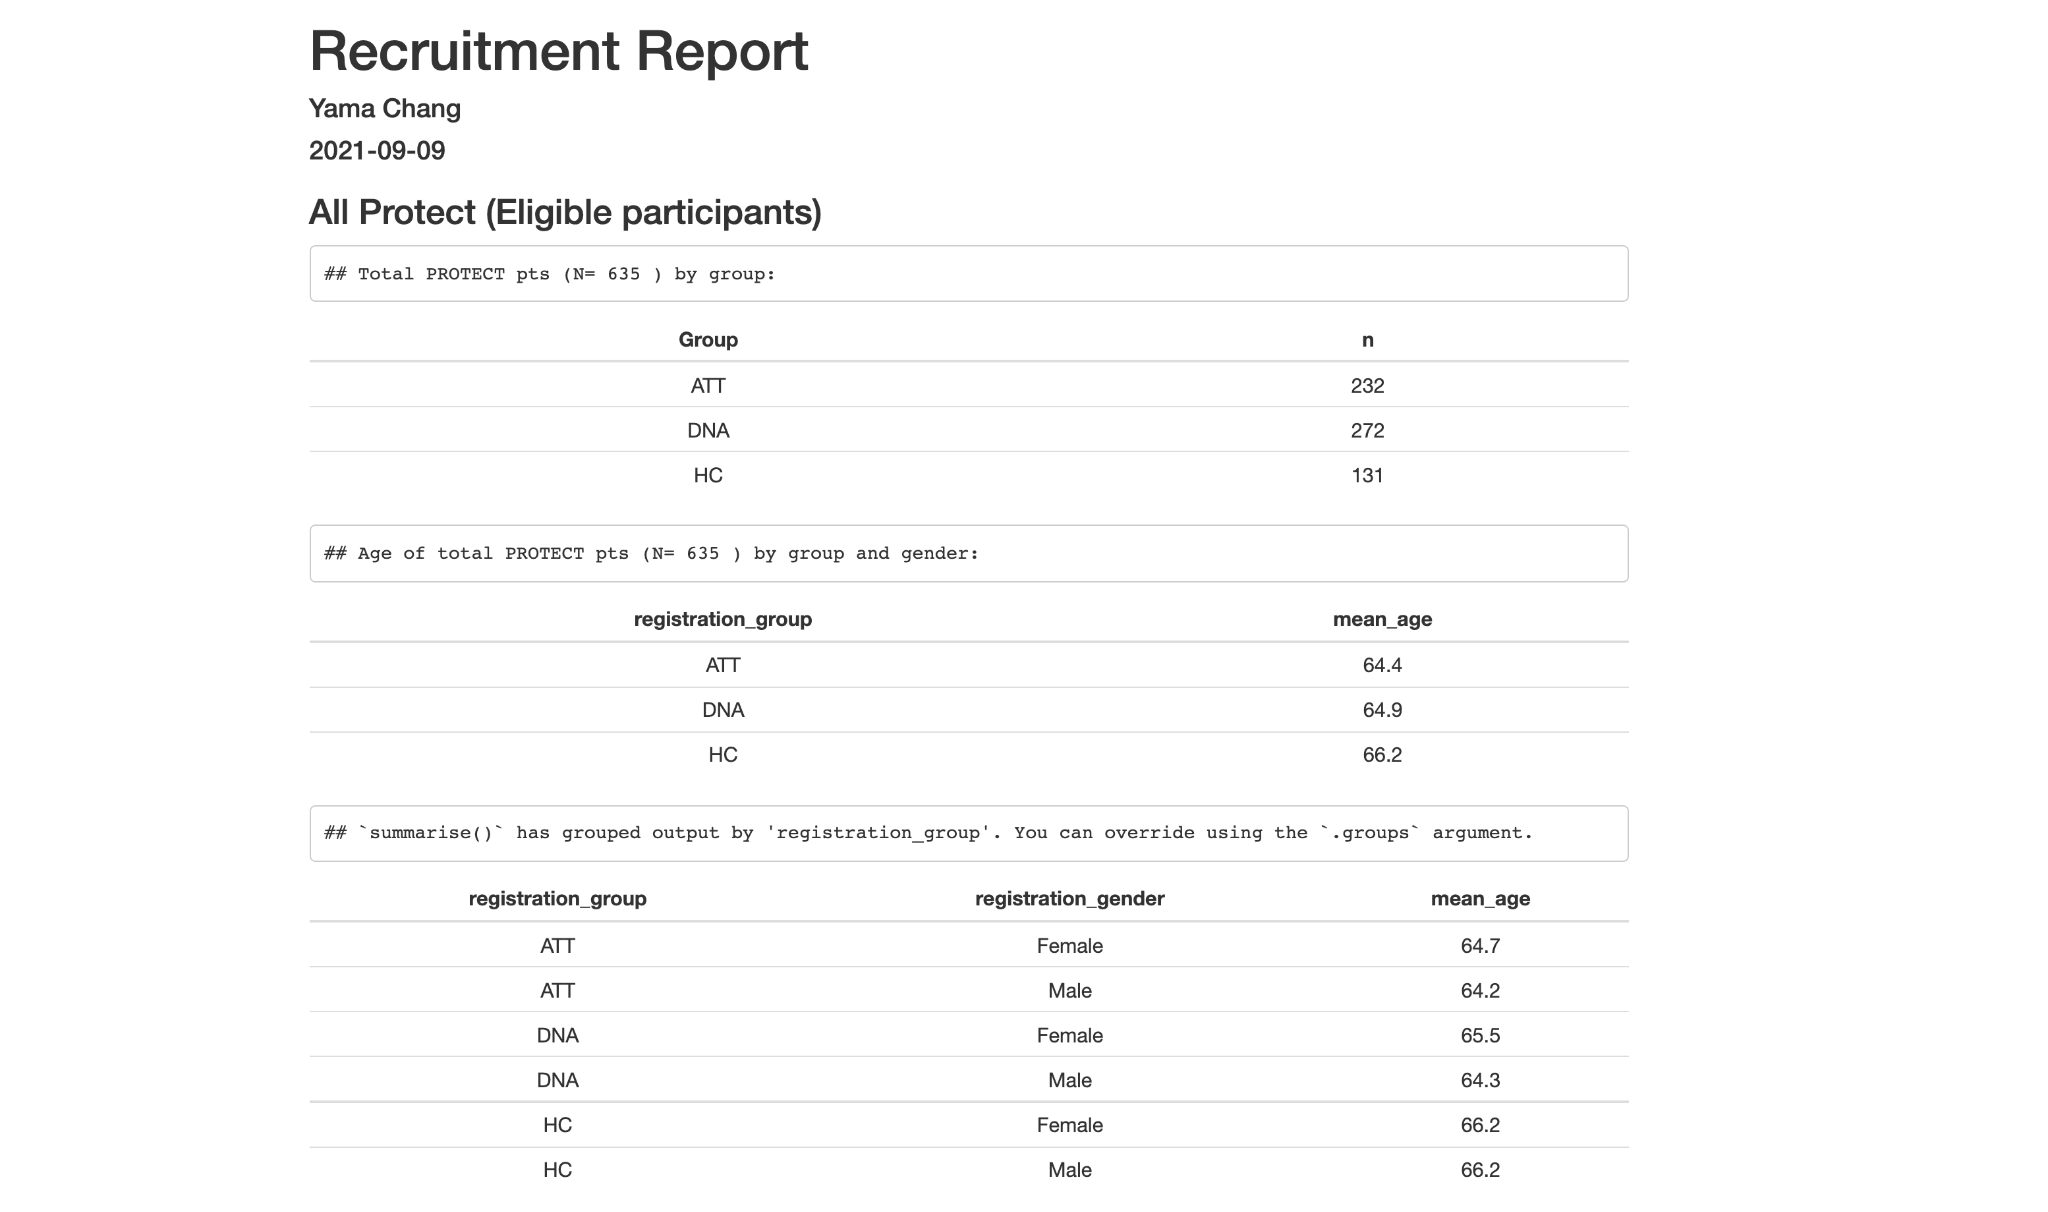 Recruitment Report
Yama Chang
2021-09-09
All Protect (Eligible participants)
## Total PROTECT pts (N= 635 ) by group:
Group n
ATT 232
DNA 272
HC 131
## Age of total PROTECT pts (N= 635 ) by group and gender:
registration_group mean_age
ATT 64.4
DNA 64.9
HC 66.2
## `summarise()` has grouped output by 'registration_group'. You can override using the `.groups` argument.
registration_group registration_gender mean_age
ATT Female 64.7
ATT Male 64.2
DNA Female 65.5
DNA Male 64.3
HC Female 66.2
HC Male 66.2